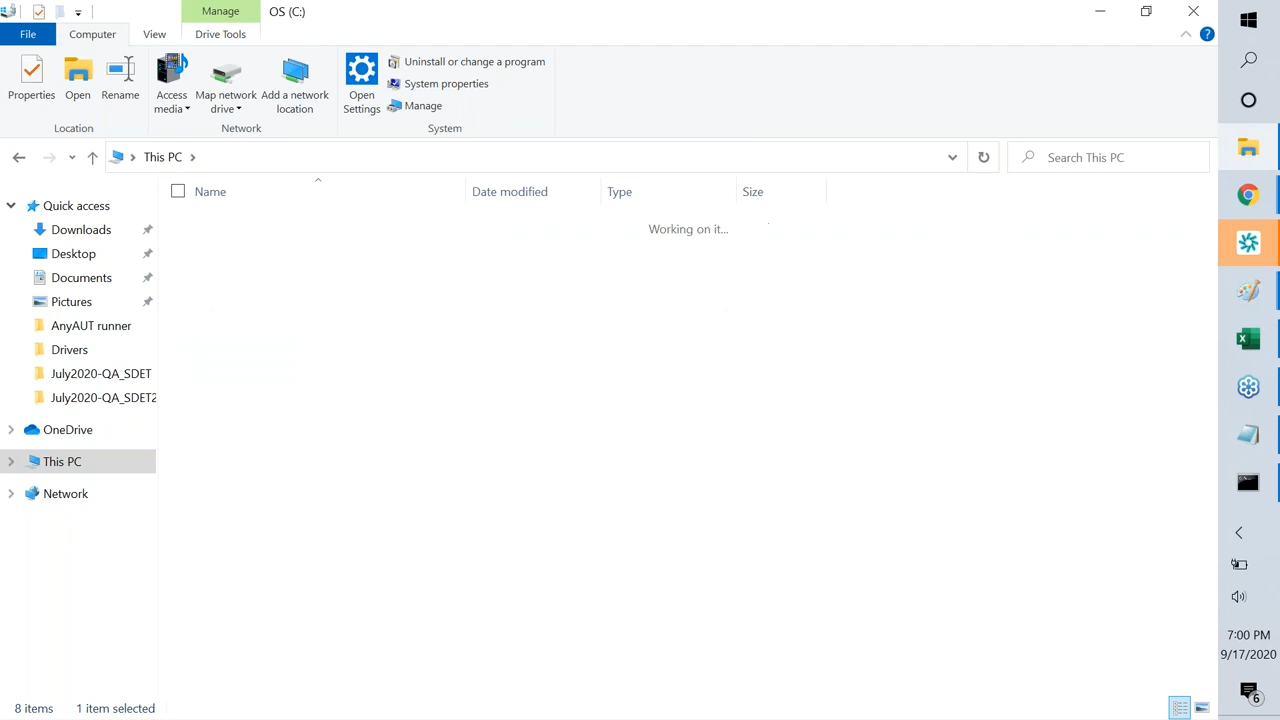 Manage
OS (C:)
File
Computer
View
Drive Tools
Properties
Open
Rename
Access
media
Map network
drive
Add a network
location
Open
Settings
Uninstall or change a program
System properties
Manage
Location
Network
System
This PC
Search This PC
Name
Date modified
Type
Size
Working on it...
Quick access
Downloads
Desktop
Documents
Pictures
AnyAUT runner
Drivers
July2020-QA_SDET
July2020-QA_SDET2
OneDrive
This PC
Network
8 items
1 item selected
7:00 PM
9/17/2020
6